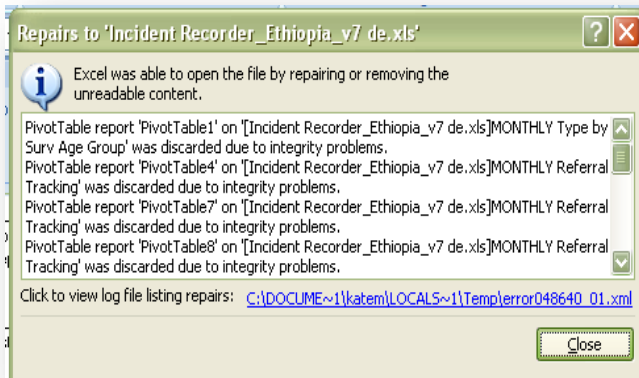 Repairs to 'Incident Recorder_Ethiopia_v7 de.xls'
Excel was able to open the file by repairing or removing the
unreadable content.
PivotTable report 'PivotTable1' on '[Incident Recorder_Ethiopia_v7 de.xls]MONTHLY Type by
Surv Age Group' was discarded due to integrity problems.
PivotTable report 'PivotTable4' on '[Incident Recorder_Ethiopia_v7 de.xls]MONTHLY Referral
Tracking' was discarded due to integrity problems.
PivotTable report 'PivotTable7' on '[Incident Recorder_Ethiopia_v7 de.xls]MONTHLY Referral
Tracking' was discarded due to integrity problems.
PivotTable report 'PivotTable8' on '[Incident Recorder_Ethiopia_v7 de.xls]MONTHLY Referral
Tracking' was discarded due to integrity problems.
Click to view log file listing repairs: C:\DOCUME~1\katem\LOCALS~1\Temp\error048640_01.xml
Close